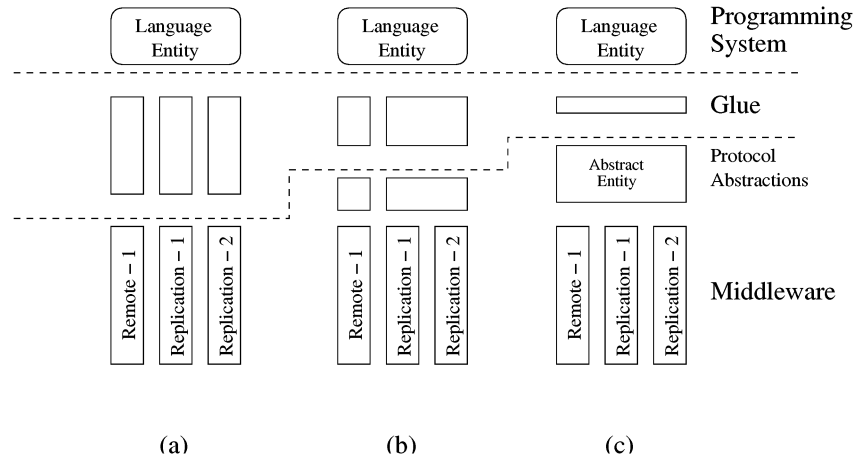 Language
Entity
Language
Entity
Language
Entity
Programming
System
Glue
Abstract
Entity
Protocol
Abstractions
Remote – 1
Replication – 1
Replication – 2
Remote – 1
Replication – 1
Replication – 2
Remote – 1
Replication – 1
Replication – 2
Middleware
(a)
(b)
(c)